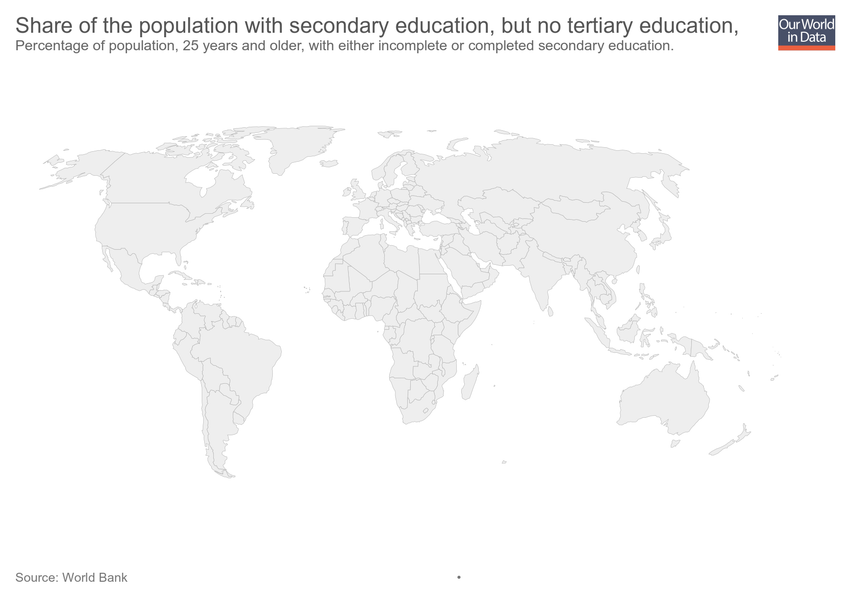 Share of the population with secondary education, but no tertiary education,
Percentage of population, 25 years and older, with either incomplete or completed secondary education.
Our World
in Data
Source: World Bank
•